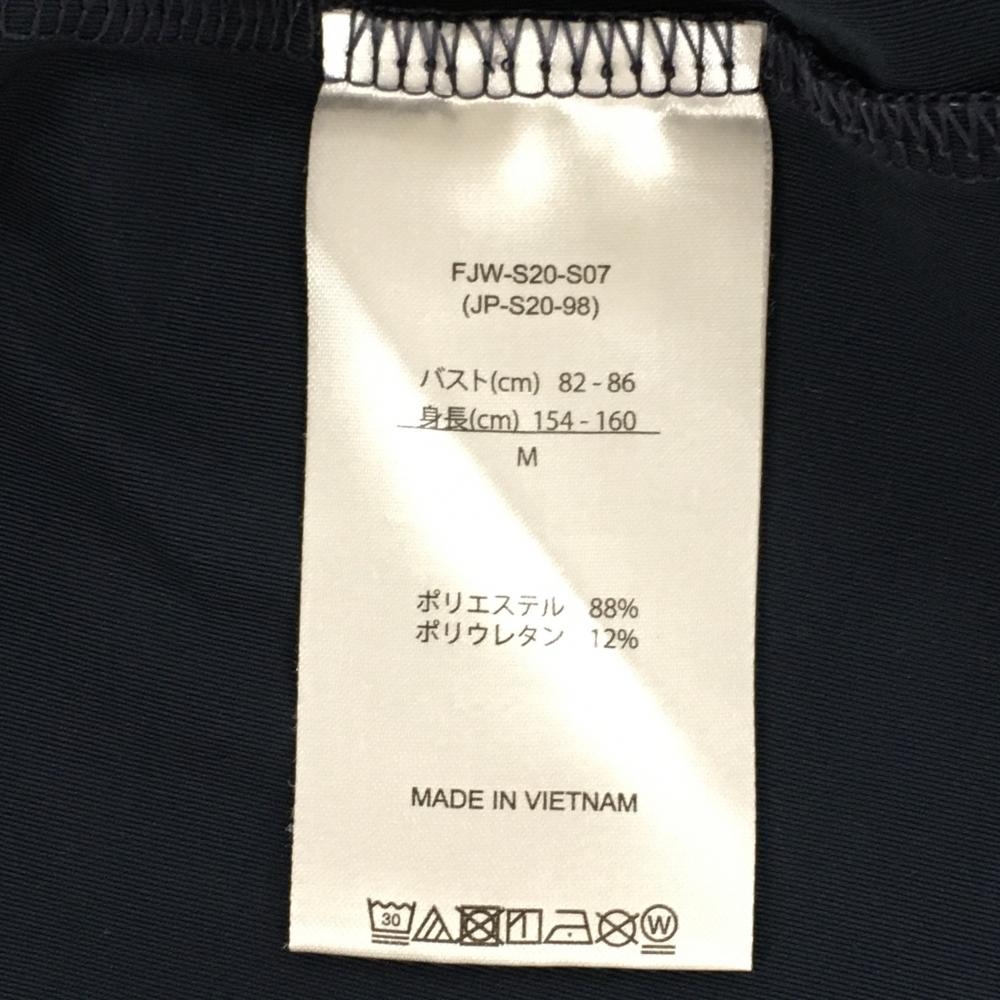 FJW-S20-S07
(JP-S20-98)
バスト(cm) 82 - 86
身長(cm) 154 - 160
M
ポリエステル 88%
ポリウレタン 12%
MADE IN VIETNAM
30 W